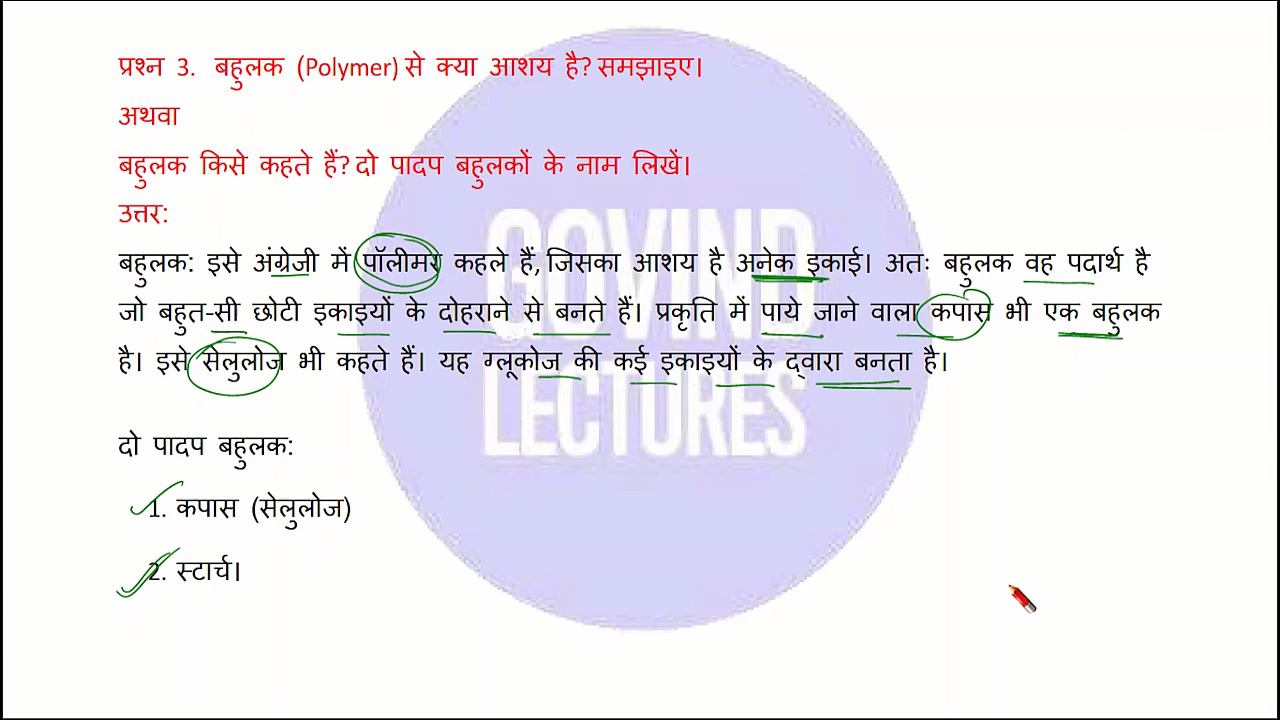 प्रश्न 3. बहुलक (Polymer) से क्या आशय है? समझाइए।
अथवा
बहुलक किसे कहते हैं? दो पादप बहुलकों के नाम लिखें।
उत्तर:
बहुलक: इसे अंग्रेजी में पॉलीमर कहले हैं, जिसका आशय है अनेक इकाई। अतः बहुलक वह पदार्थ है
जो बहुत-सी छोटी इकाइयों के दोहराने से बनते हैं। प्रकृति में पाये जाने वाला कपास भी एक बहुलक
है। इसे सेलुलोज भी कहते हैं। यह ग्लूकोज की कई इकाइयों के द्वारा बनता है।
दो पादप बहुलक:
1. कपास (सेलुलोज)
2. स्टार्च।
GOVIND
LECTURES